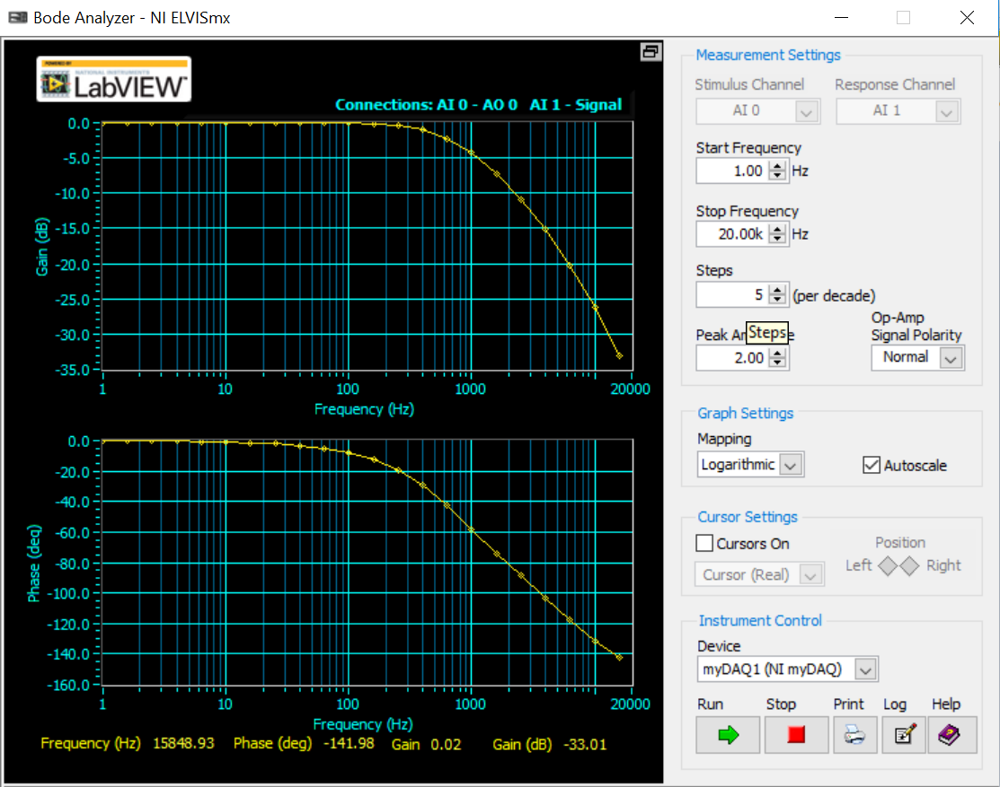 Bode Analyzer - NI ELVISmx
POWERED BY
NATIONAL INSTRUMENTS
LabVIEW™
Connections: AI 0 - AO 0 AI 1 - Signal
Gain (dB)
0.0
-5.0
-10.0
-15.0
-20.0
-25.0
-30.0
-35.0
1 10 100 1000 20000
Frequency (Hz)
Phase (deg)
0.0
-20.0
-40.0
-60.0
-80.0
-100.0
-120.0
-140.0
-160.0
1 10 100 1000 20000
Frequency (Hz)
Frequency (Hz) 15848.93 Phase (deg) -141.98 Gain 0.02 Gain (dB) -33.01
Measurement Settings
Stimulus Channel Response Channel
AI 0 AI 1
Start Frequency
1.00 Hz
Stop Frequency
20.00k Hz
Steps
5 (per decade)
Op-Amp
Peak Am Steps e Signal Polarity
2.00 Normal
Graph Settings
Mapping
Logarithmic Autoscale
Cursor Settings
Cursors On Position
Cursor (Real) Left Right
Instrument Control
Device
myDAQ1 (NI myDAQ)
Run Stop Print Log Help